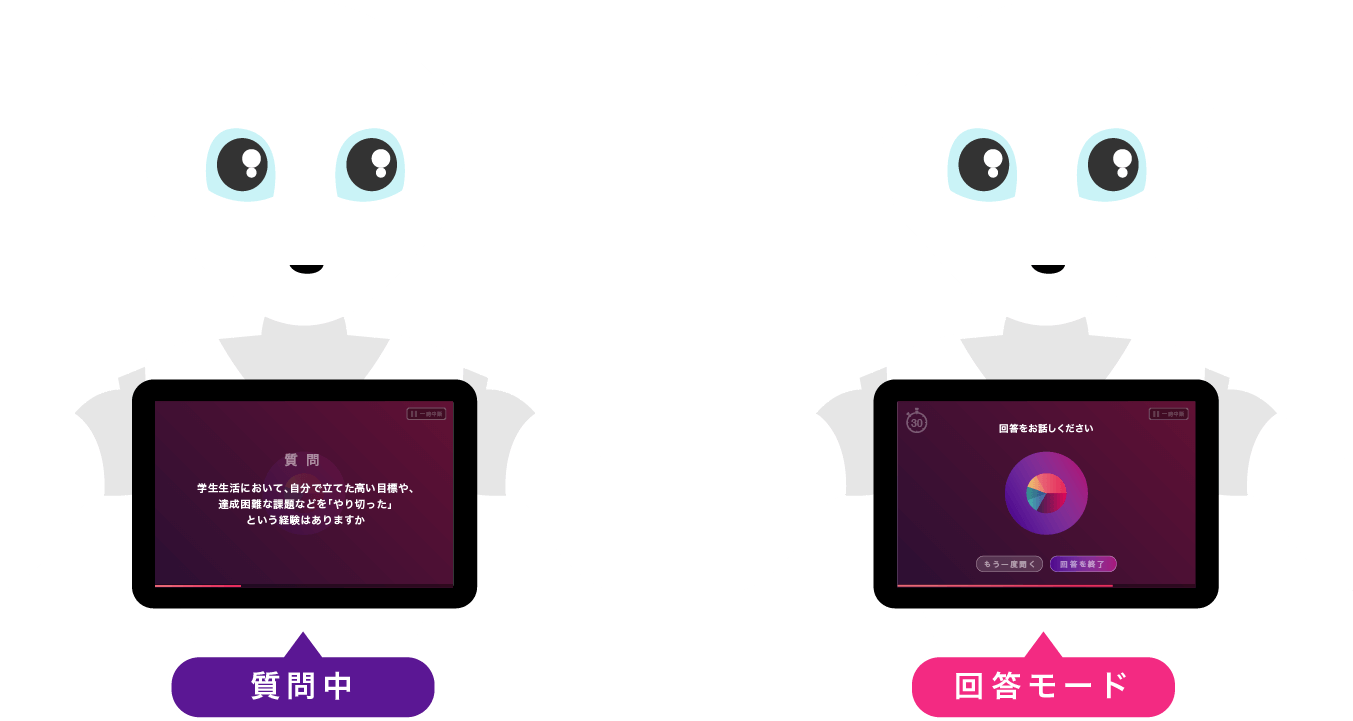 一時中断
質問
学生生活において、自分で立てた高い目標や、
達成困難な課題などを「やり切った」
という経験はありますか
質問中
30
一時中断
回答をお話しください
もう一度聞く
回答を終了
回答モード